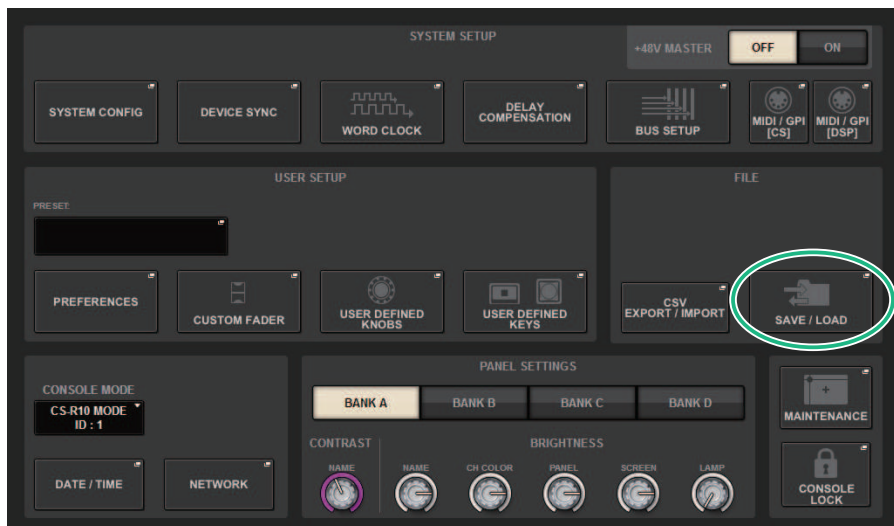 SYSTEM SETUP
+48V MASTER
OFF
ON
SYSTEM CONFIG
DEVICE SYNC
WORD CLOCK
DELAY
COMPENSATION
BUS SETUP
MIDI / GPI
[CS]
MIDI / GPI
[DSP]
USER SETUP
PRESET
PREFERENCES
CUSTOM FADER
USER DEFINED
KNOBS
USER DEFINED
KEYS
FILE
CSV
EXPORT / IMPORT
SAVE / LOAD
CONSOLE MODE
CS-R10 MODE
ID : 1
DATE / TIME
NETWORK
PANEL SETTINGS
BANK A
BANK B
BANK C
BANK D
CONTRAST
BRIGHTNESS
NAME
NAME
CH COLOR
PANEL
SCREEN
LAMP
MAINTENANCE
CONSOLE
LOCK